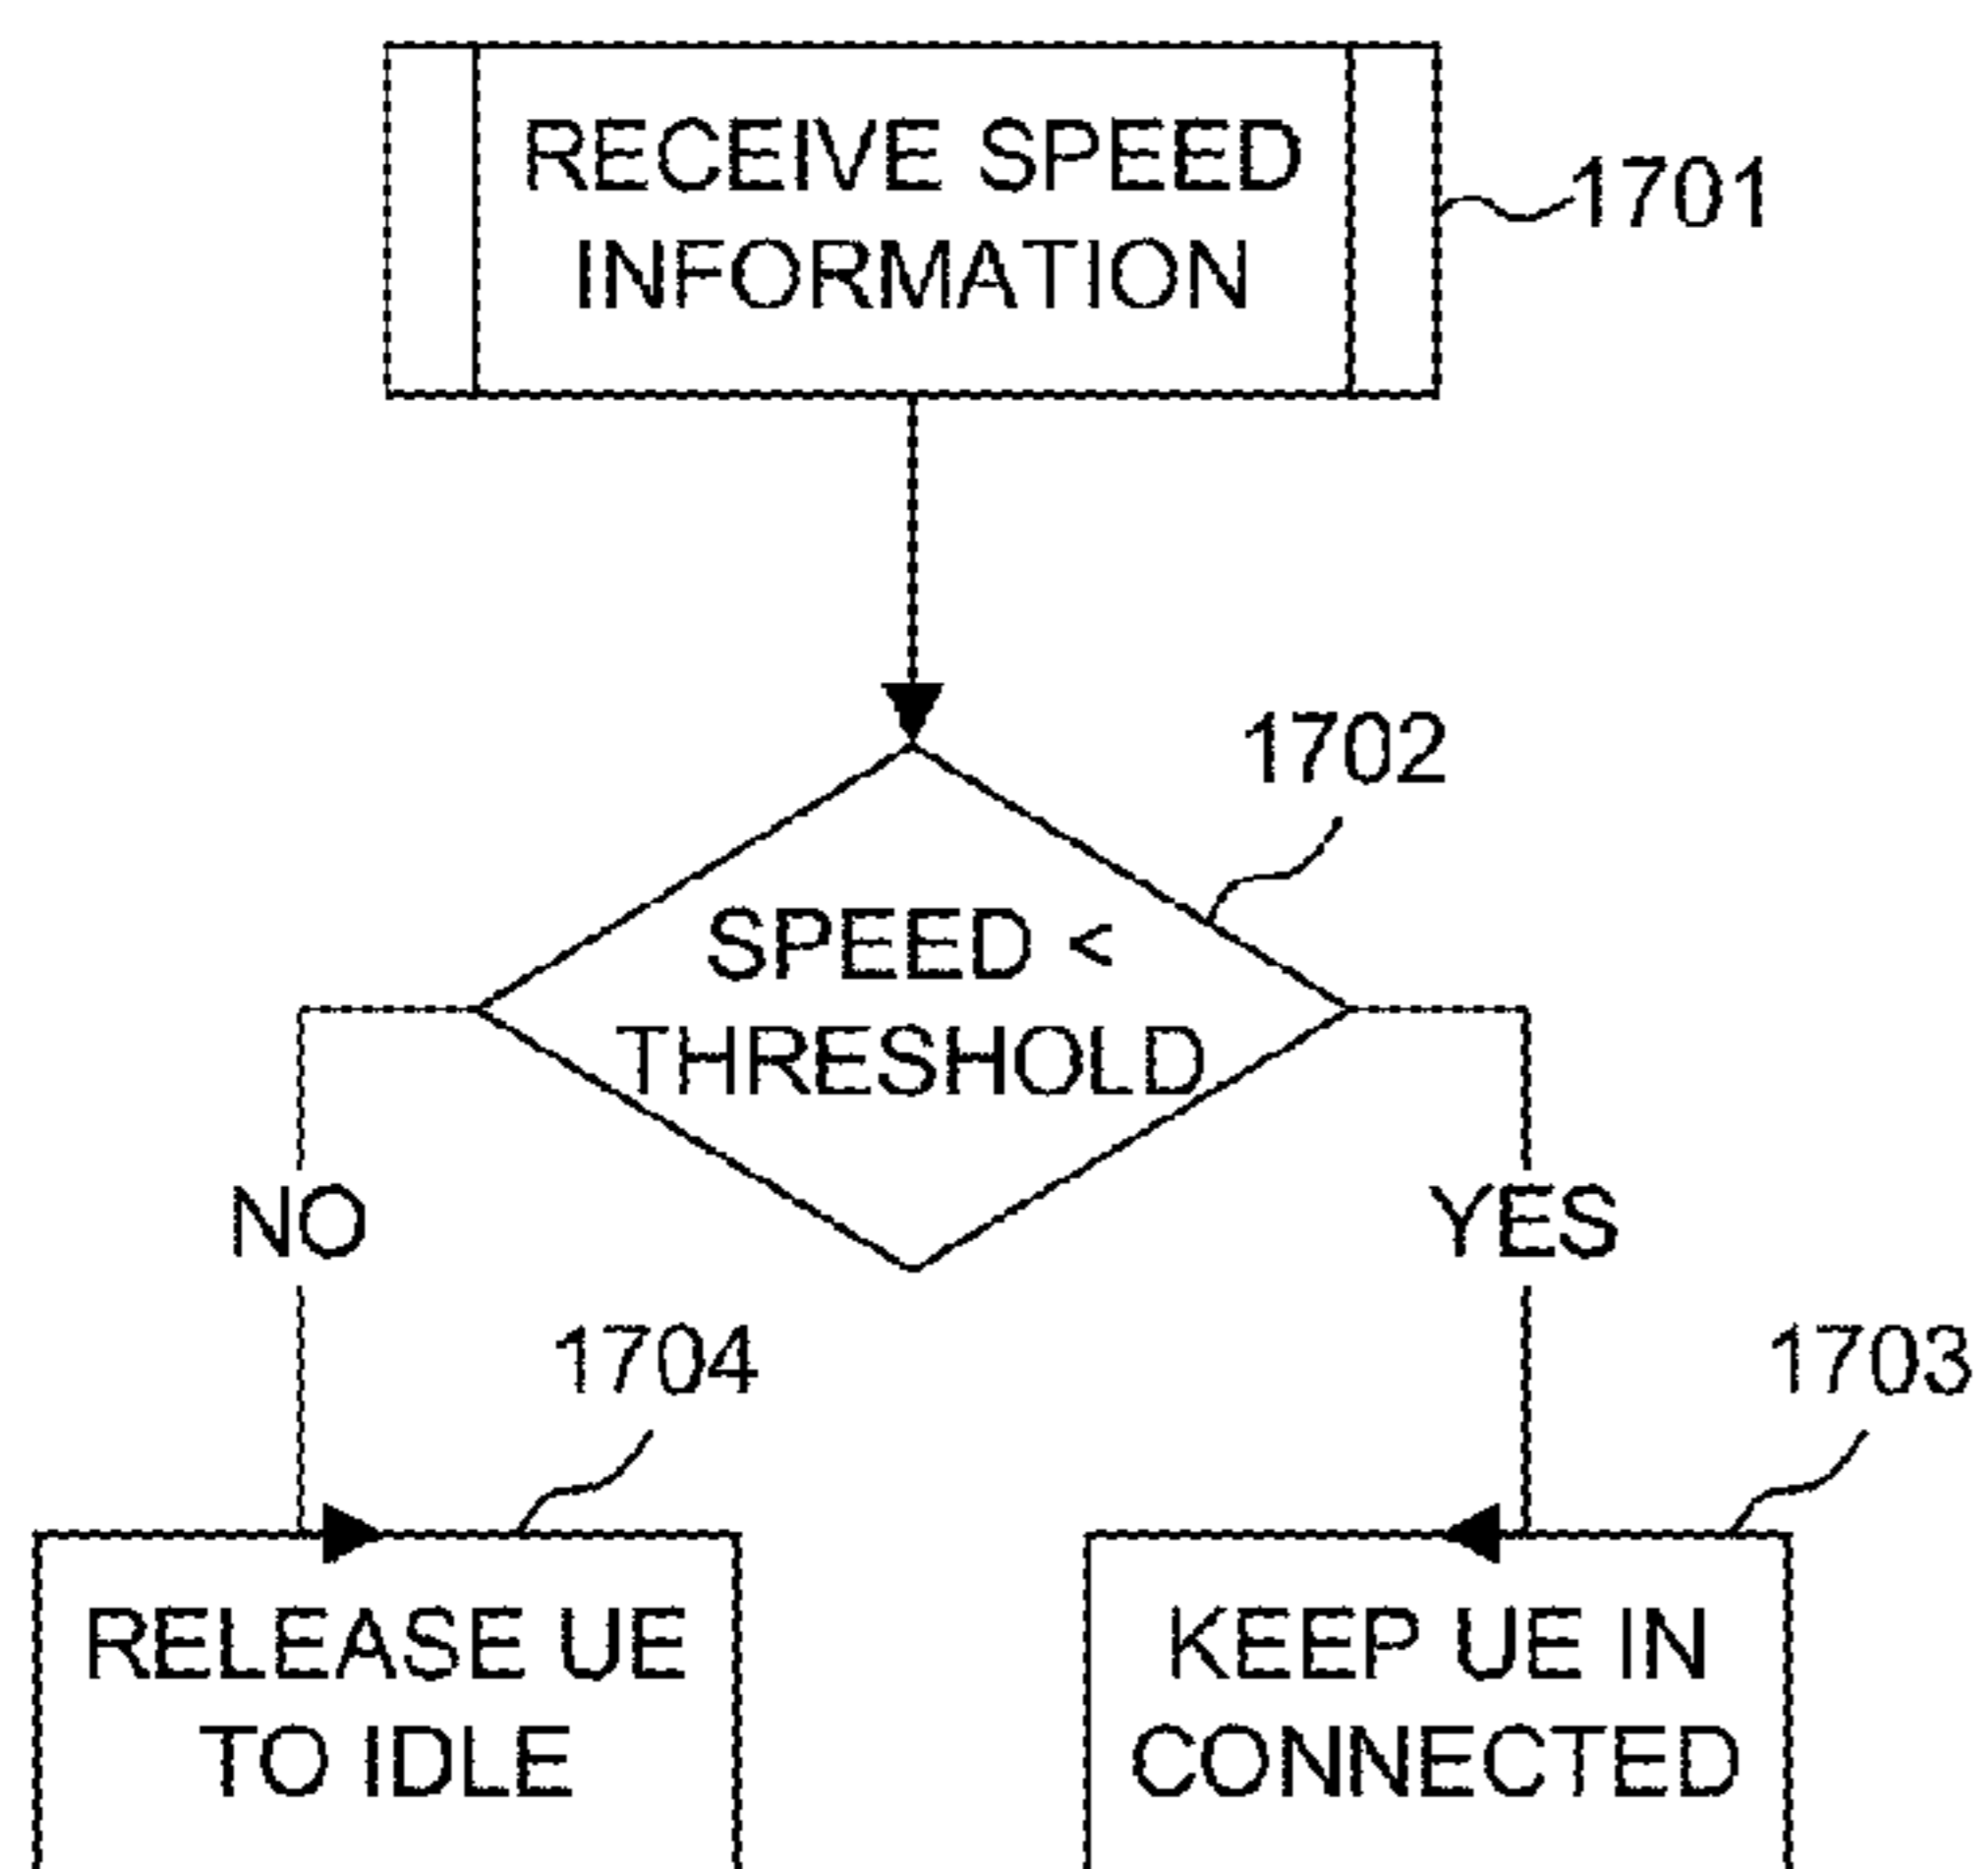 RECEIVE SPEED
INFORMATION
1701
1702
SPEED <
THRESHOLD
NO
YES
1704
1703
RELEASE UE
TO IDLE
KEEP UE IN
CONNECTED